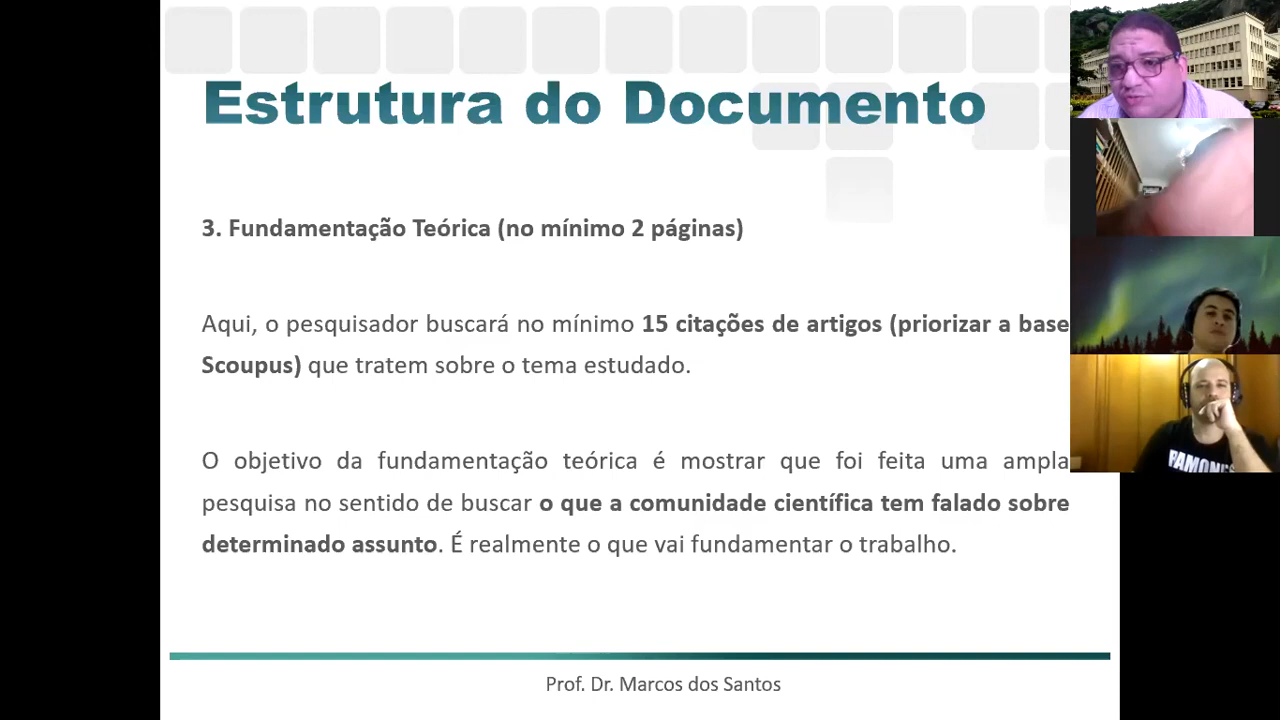 Estrutura do Documento
3. Fundamentação Teórica (no mínimo 2 páginas)
Aqui, o pesquisador buscará no mínimo 15 citações de artigos (priorizar a base
Scoupus) que tratem sobre o tema estudado.
O objetivo da fundamentação teórica é mostrar que foi feita uma ampla
pesquisa no sentido de buscar o que a comunidade científica tem falado sobre
determinado assunto. É realmente o que vai fundamentar o trabalho.
Prof. Dr. Marcos dos Santos
RAMONES